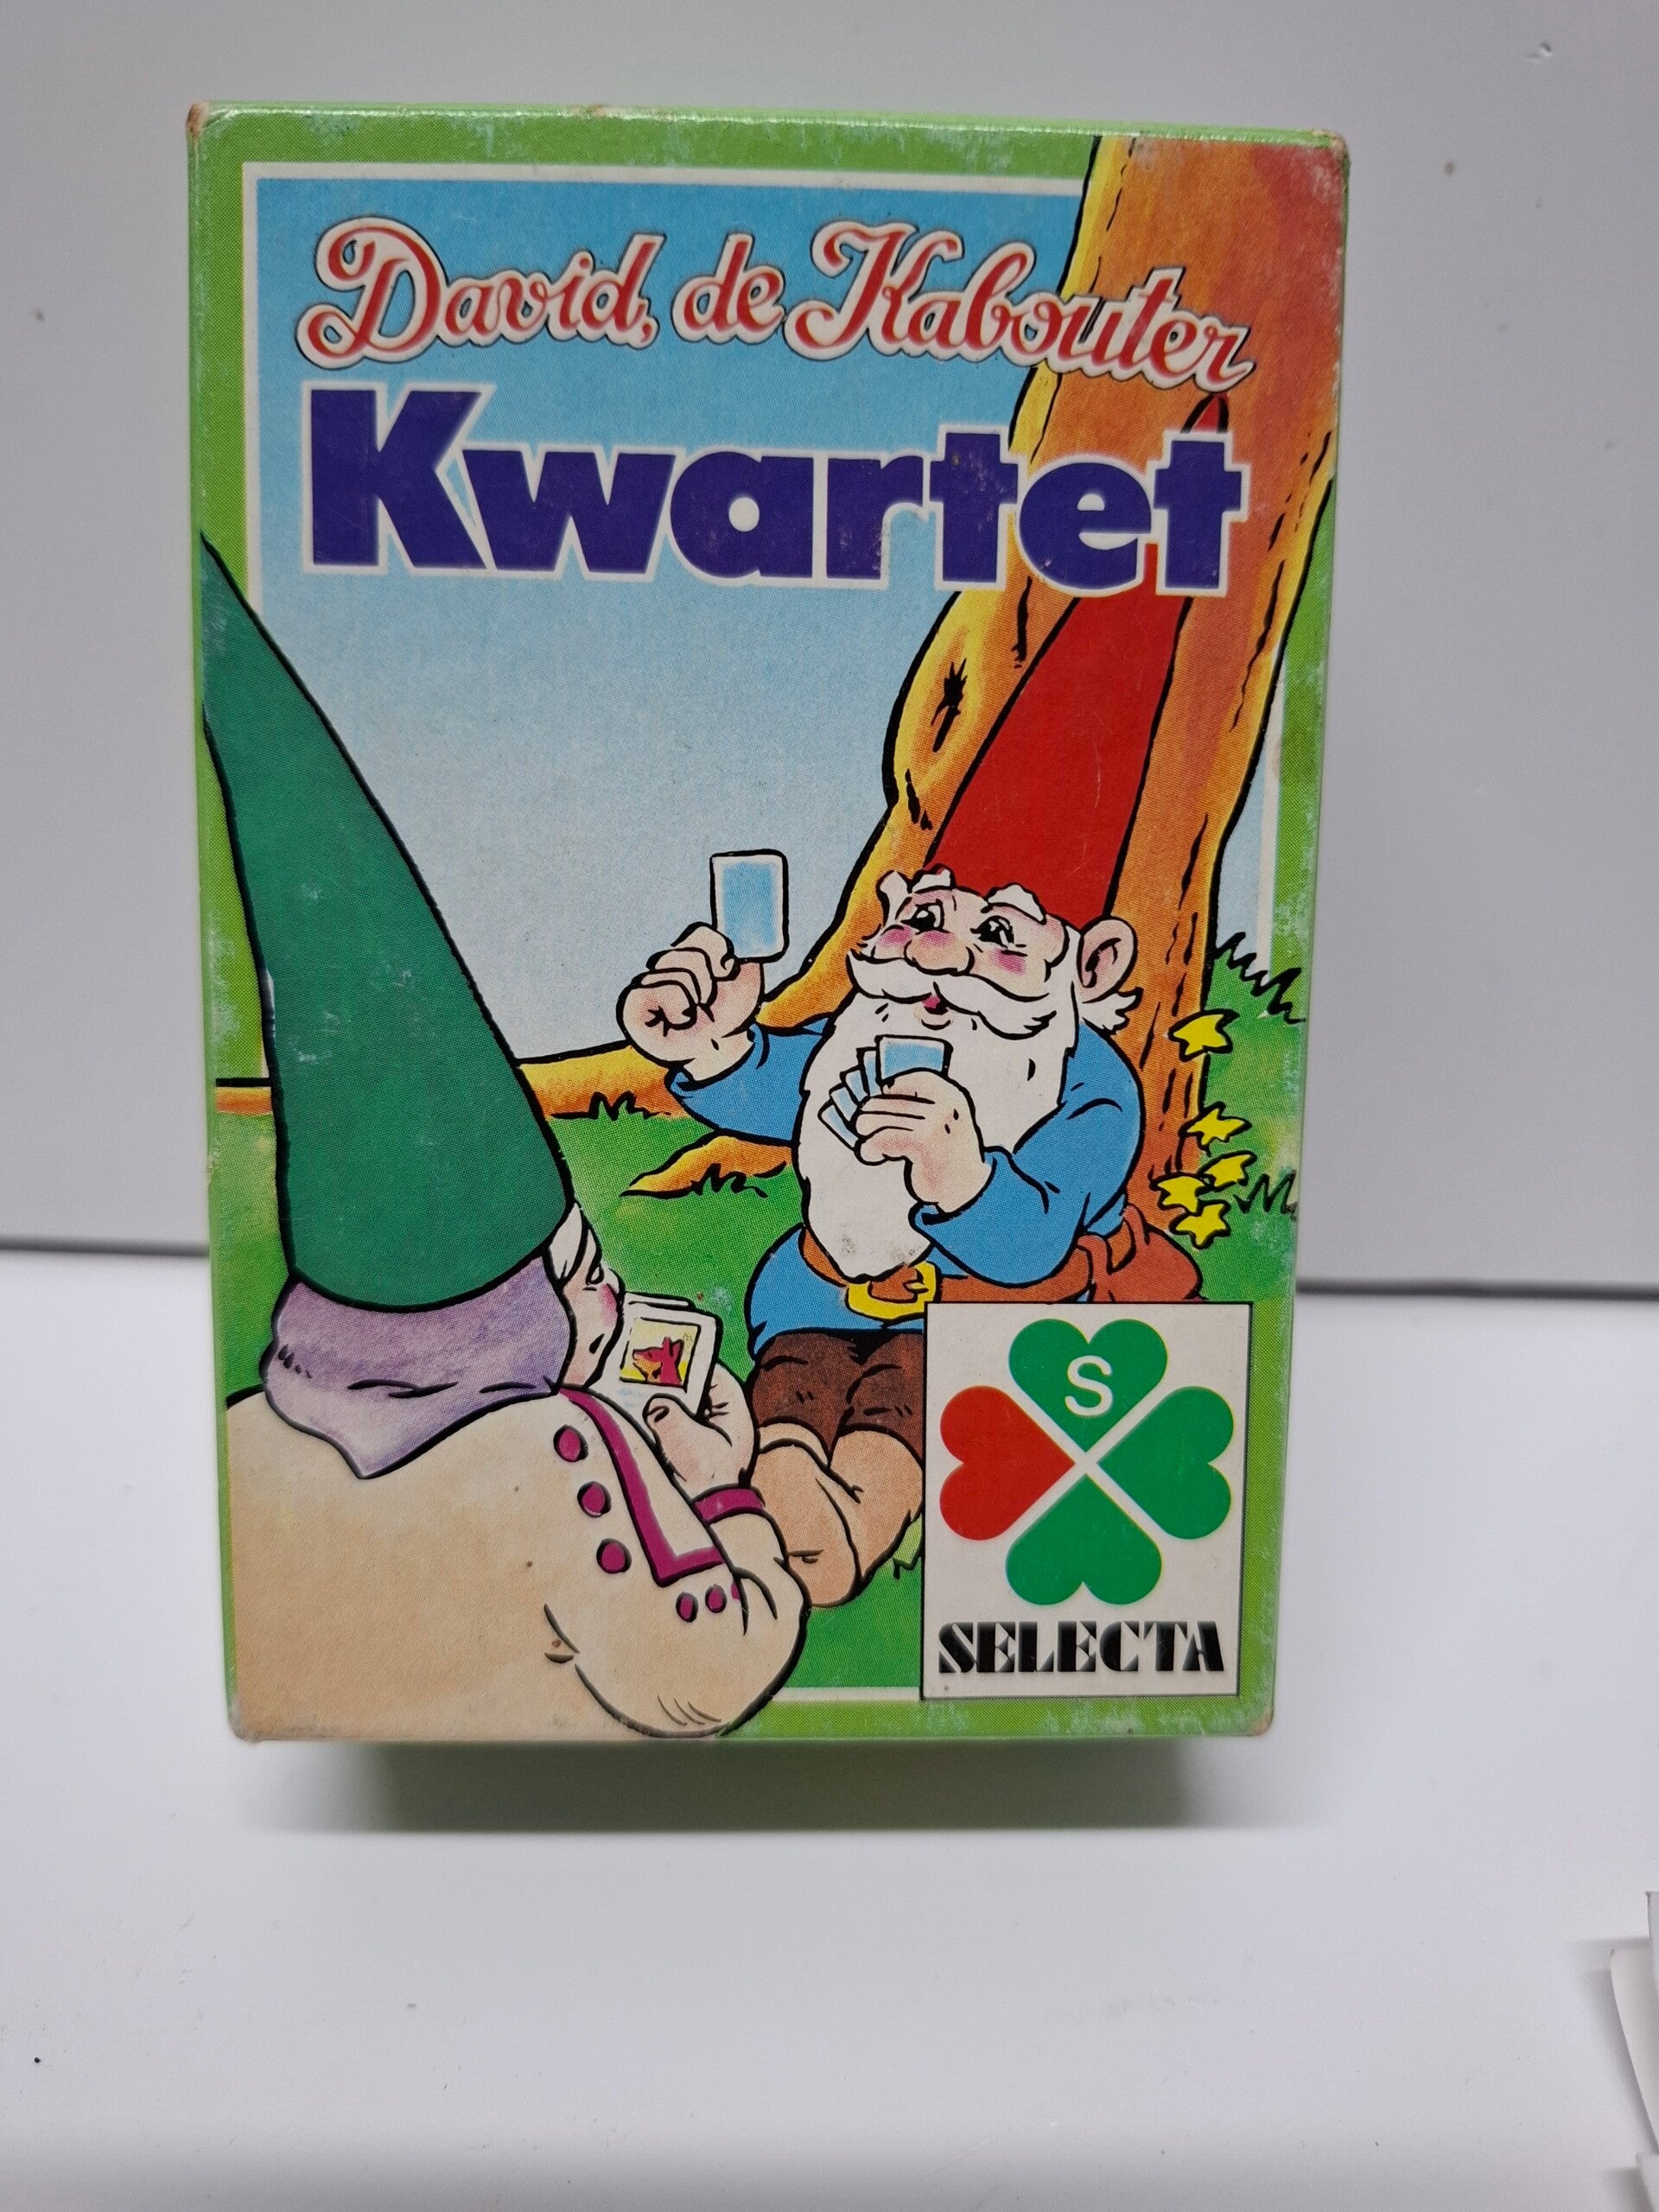 David, de Kabouter
Kwartet
S
SELECTA